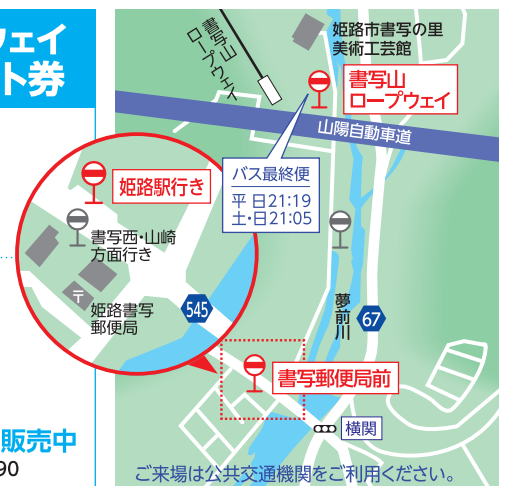 ウェイ
ト券
書写山
ロープウェイ
姫路市書写の里
美術工芸館
書写山
ロープウェイ
山陽自動車道
バス最終便
平 日21:19
土・日21:05
姫路駅行き
書写西・山崎
方面行き
〒
姫路書写
郵便局
545
夢前川
67
書写郵便局前
横関
販売中
90
ご来場は公共交通機関をご利用ください。